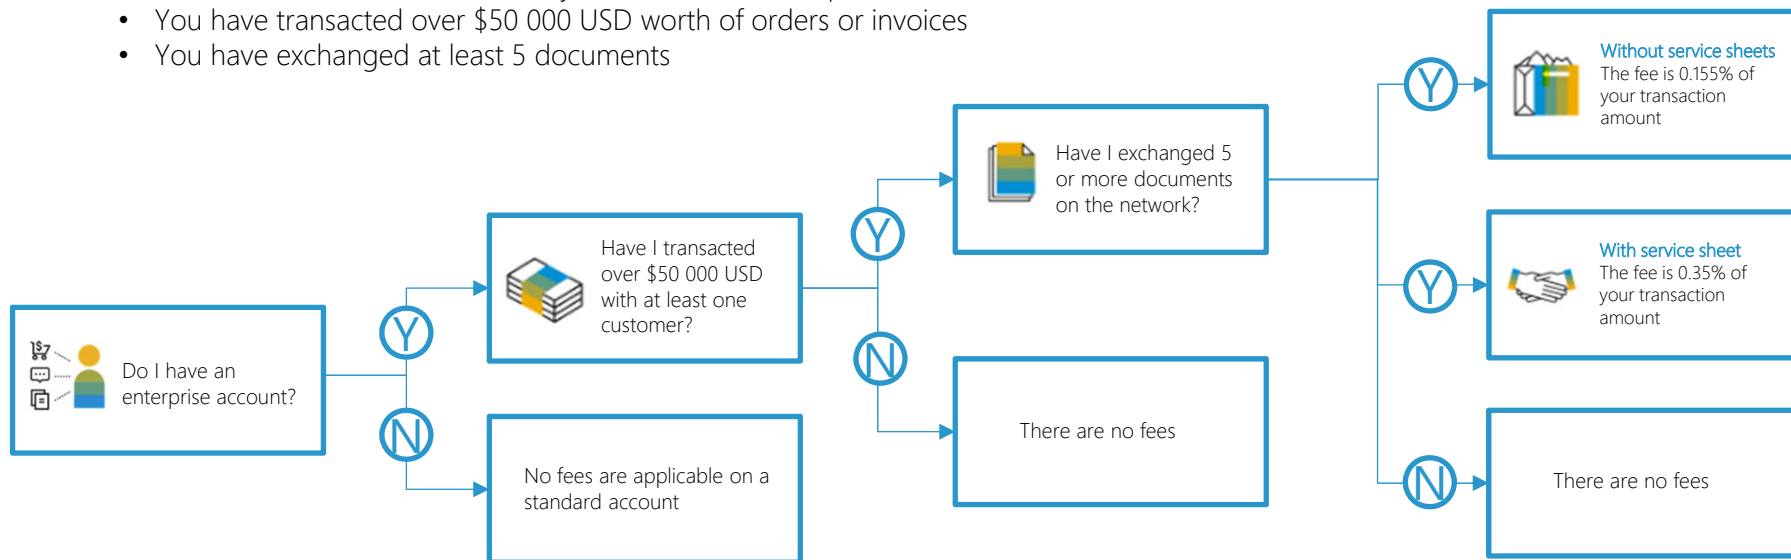 • You have transacted over $50 000 USD worth of orders or invoices
• You have exchanged at least 5 documents
Do I have an
enterprise account?
Y
N
Have I transacted
over $50 000 USD
with at least one
customer?
No fees are applicable on a
standard account
Y
N
Have I exchanged 5
or more documents
on the network?
There are no fees
Y
Y
N
Without service sheets
The fee is 0.155% of
your transaction
amount
With service sheet
The fee is 0.35% of
your transaction
amount
There are no fees